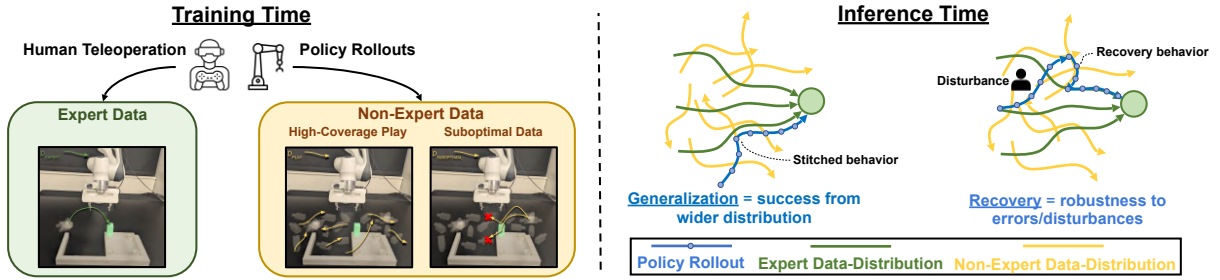 Training Time
Human Teleoperation
Policy Rollouts
Expert Data
Non-Expert Data
High-Coverage Play
Suboptimal Data
Inference Time
Stitched behavior
Generalization = success from
wider distribution
Disturbance
Recovery behavior
Recovery = robustness to
errors/disturbances
Policy Rollout
Expert Data-Distribution
Non-Expert Data-Distribution